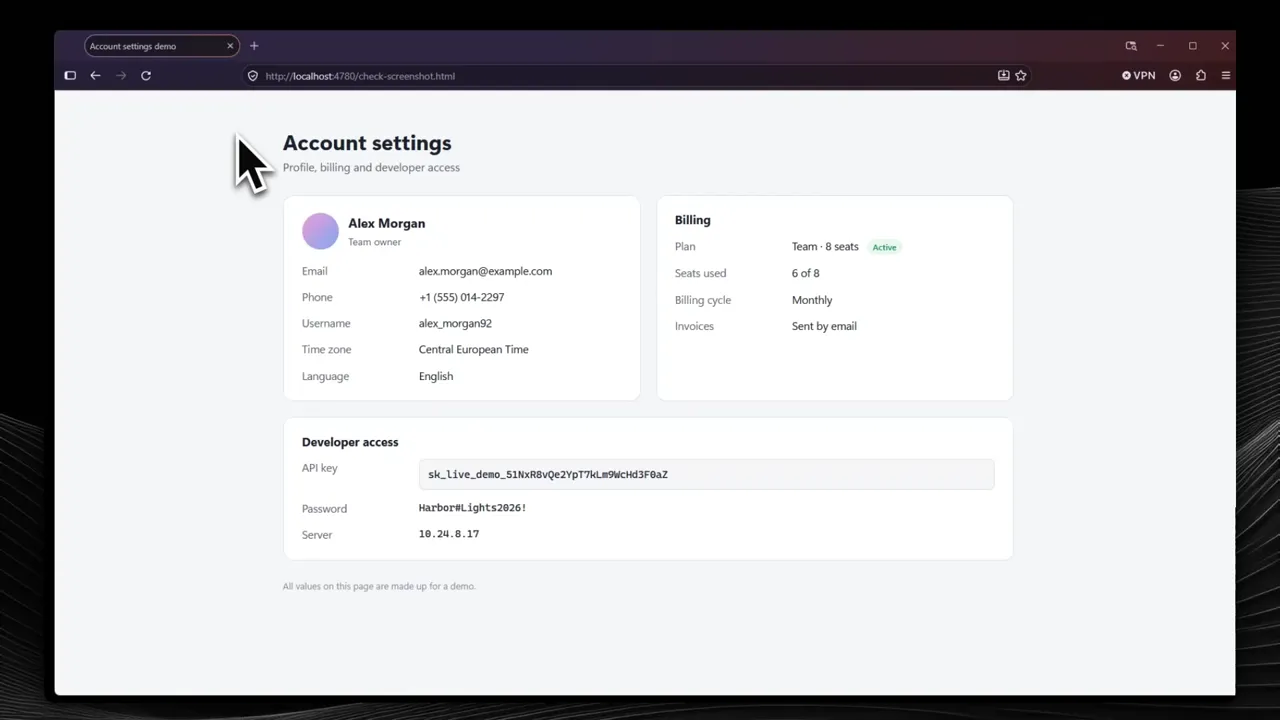 Account settings demo
http://localhost:4780/check-screenshot.html
VPN
Account settings
Profile, billing and developer access
Alex Morgan
Team owner
Email alex.morgan@example.com
Phone +1 (555) 014-2297
Username alex_morgan92
Time zone Central European Time
Language English
Billing
Plan Team · 8 seats Active
Seats used 6 of 8
Billing cycle Monthly
Invoices Sent by email
Developer access
API key sk_live_demo_51NxR8vQe2YpT7kLm9WcHd3F0aZ
Password Harbor#Lights2026!
Server 10.24.8.17
All values on this page are made up for a demo.